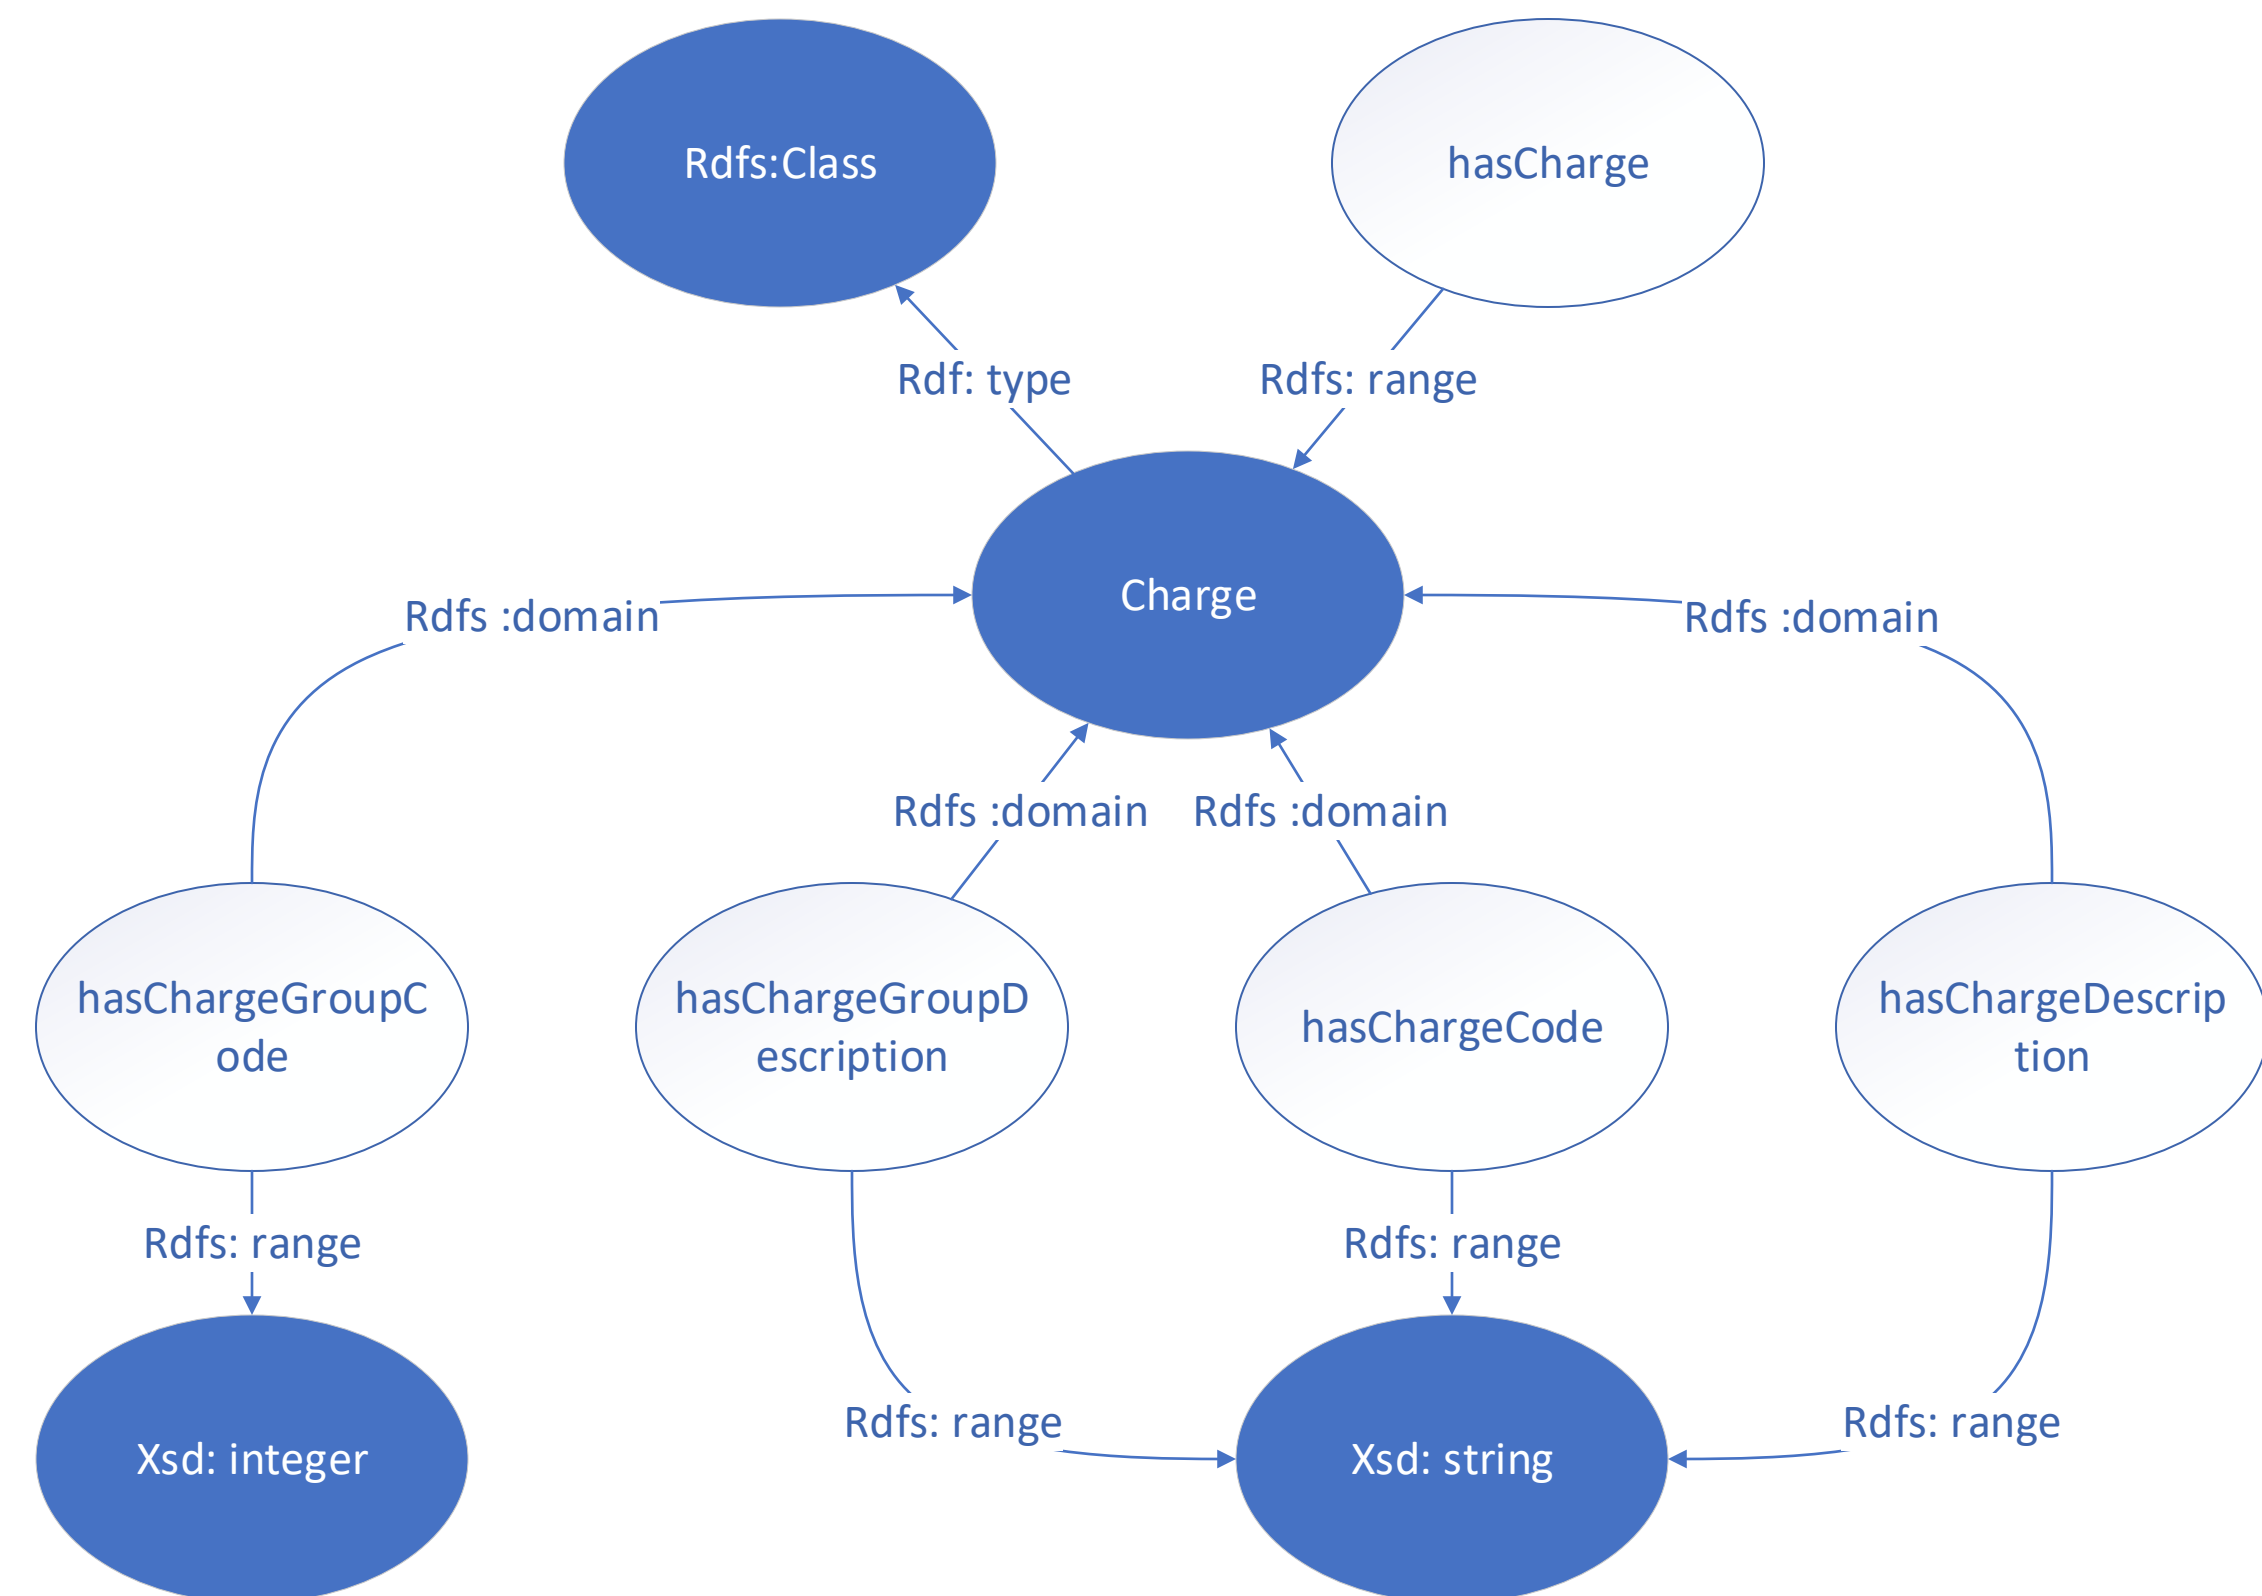 Rdfs:Class
hasCharge
Rdf: type
Rdfs: range
Charge
Rdfs :domain
Rdfs :domain
Rdfs :domain
Rdfs :domain
hasChargeGroupC
ode
hasChargeGroupD
escription
hasChargeCode
hasChargeDescrip
tion
Rdfs: range
Rdfs: range
Rdfs: range
Rdfs: range
Xsd: integer
Xsd: string